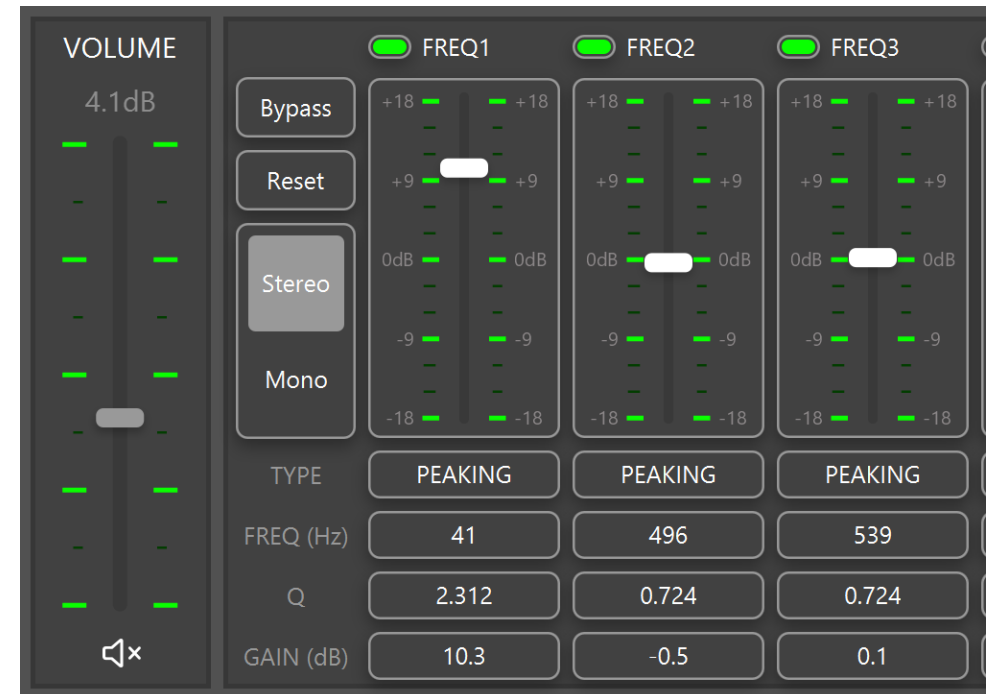 VOLUME
4.1dB
FREQ1 FREQ2 FREQ3
Bypass
Reset
Stereo
Mono
+18 +18 +18 +18 +18 +18
+9 +9 +9 +9 +9 +9
0dB 0dB 0dB 0dB 0dB 0dB
-9 -9 -9 -9 -9 -9
-18 -18 -18 -18 -18 -18
TYPE PEAKING PEAKING PEAKING
FREQ (Hz) 41 496 539
Q 2.312 0.724 0.724
GAIN (dB) 10.3 -0.5 0.1